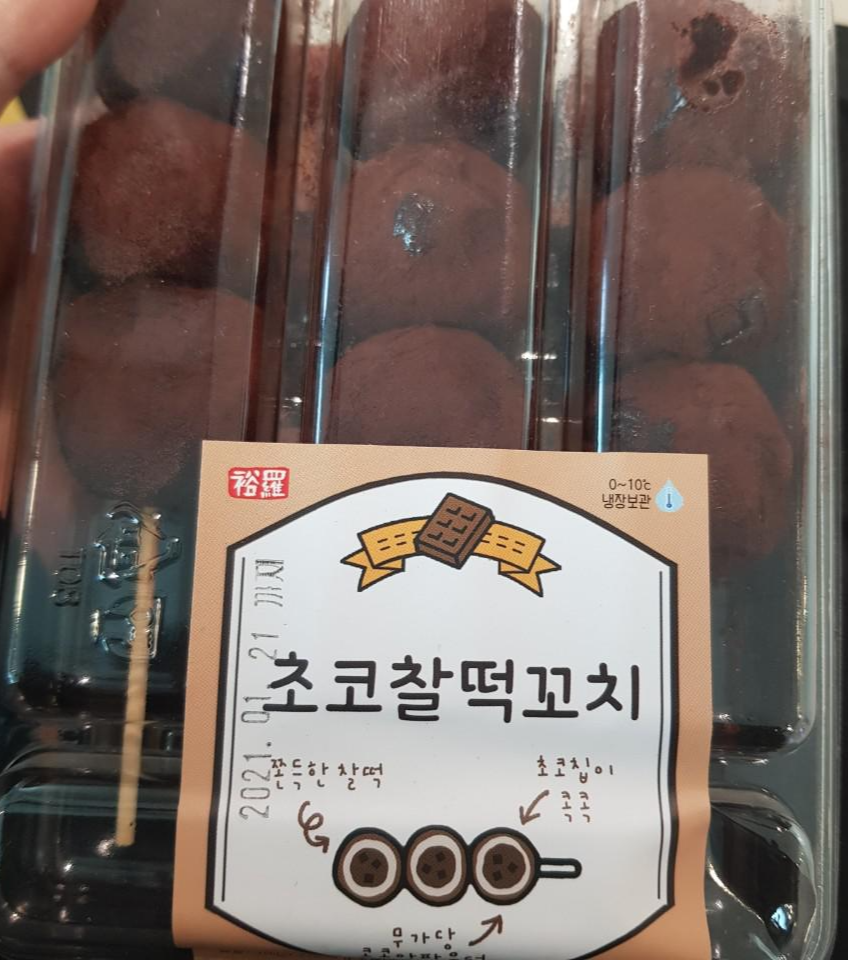 裕羅
0~10℃
냉장보관
초코찰떡꼬치
2021. 01. 21 까지
쫀득한 찰떡
초코칩이
콕콕
무가당